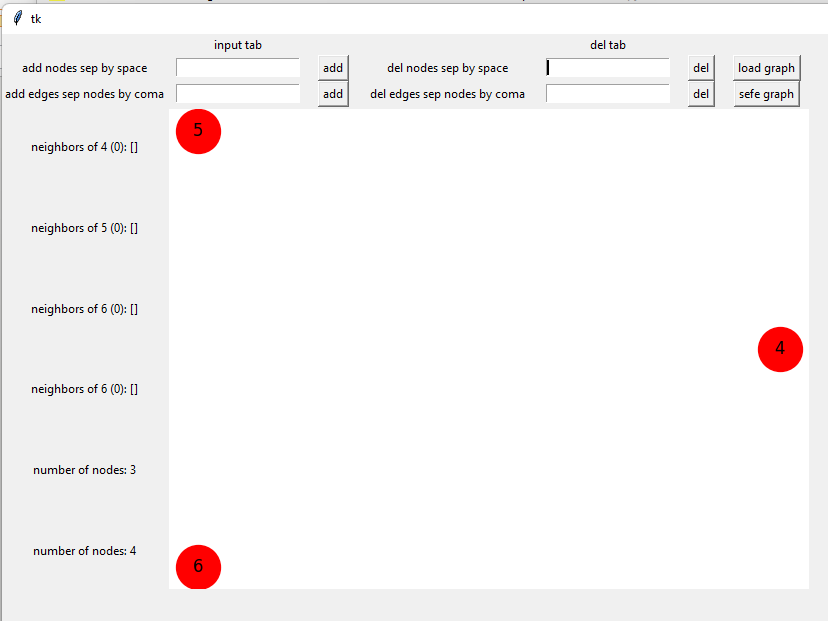 tk
input tab del tab
add nodes sep by space add del nodes sep by space del load graph
add edges sep nodes by coma add del edges sep nodes by coma del sefe graph
5
neighbors of 4 (0): []
neighbors of 5 (0): []
neighbors of 6 (0): []
4
neighbors of 6 (0): []
number of nodes: 3
number of nodes: 4
6